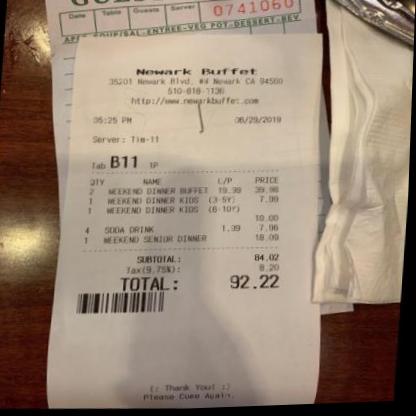 GUEST
Date Table Guests Server 0741060
APP-SOUP/SAL-ENTREE-VEG POT-DESSERT-BEV
Newark Buffet
35201 Newark Blvd. #4 Newark CA 94560
510-818-1136
http://www.newarkbuffet.com
05:25 PM 06/29/2019
Server: Tim-11
Tab B11 1P
QTY NAME L/P PRICE
2 WEEKEND DINNER BUFFET 19.99 39.98
1 WEEKEND DINNER KIDS (3-5Y) 7.99
1 WEEKEND DINNER KIDS (6-10Y)
10.00
4 SODA DRINK 1.99 7.96
1 WEEKEND SENIOR DINNER 18.09
SUBTOTAL: 84.02
Tax(9.75%): 8.20
TOTAL: 92.22
(: Thank You! :)
Please Come Again.